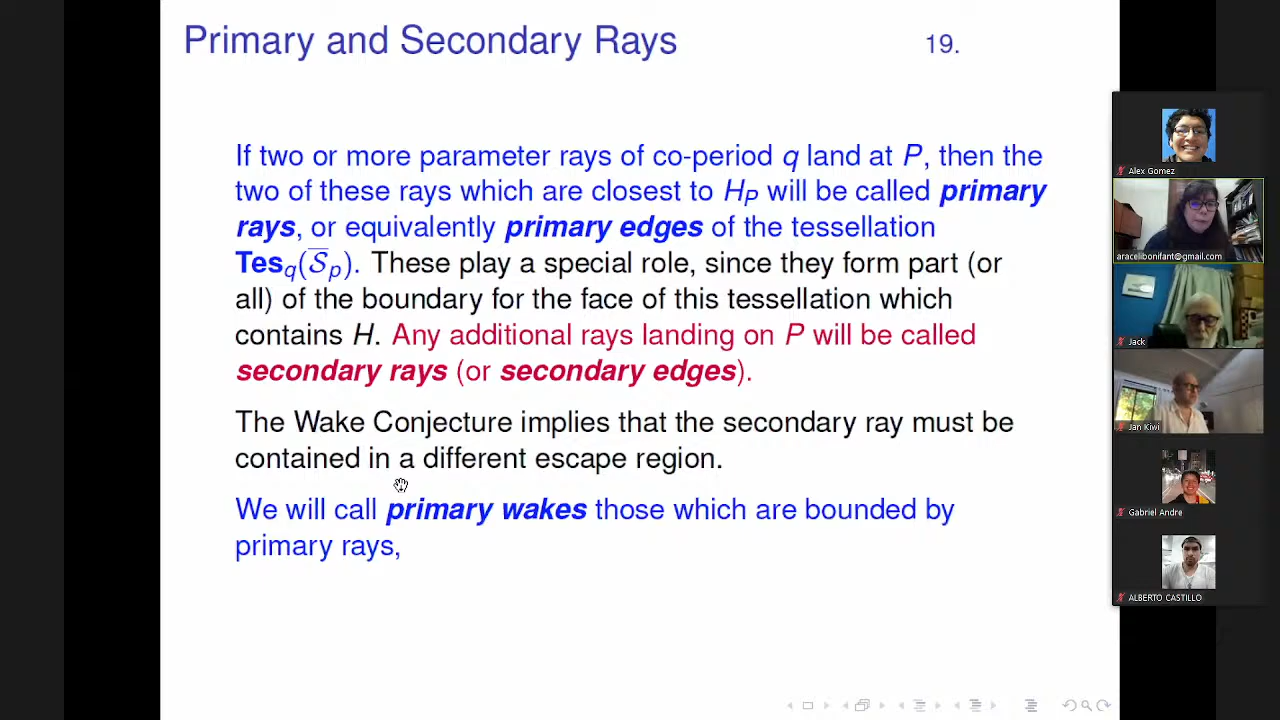 Primary and Secondary Rays 19.
If two or more parameter rays of co-period q land at P, then the
two of these rays which are closest to H_P will be called primary
rays, or equivalently primary edges of the tessellation
Tes_q(S̅_p). These play a special role, since they form part (or
all) of the boundary for the face of this tessellation which
contains H. Any additional rays landing on P will be called
secondary rays (or secondary edges).
The Wake Conjecture implies that the secondary ray must be
contained in a different escape region.
We will call primary wakes those which are bounded by
primary rays,
Alex Gomez
aracelibonifant@gmail.com
Jack
Jan Kiwi
Gabriel Andre
ALBERTO CASTILLO